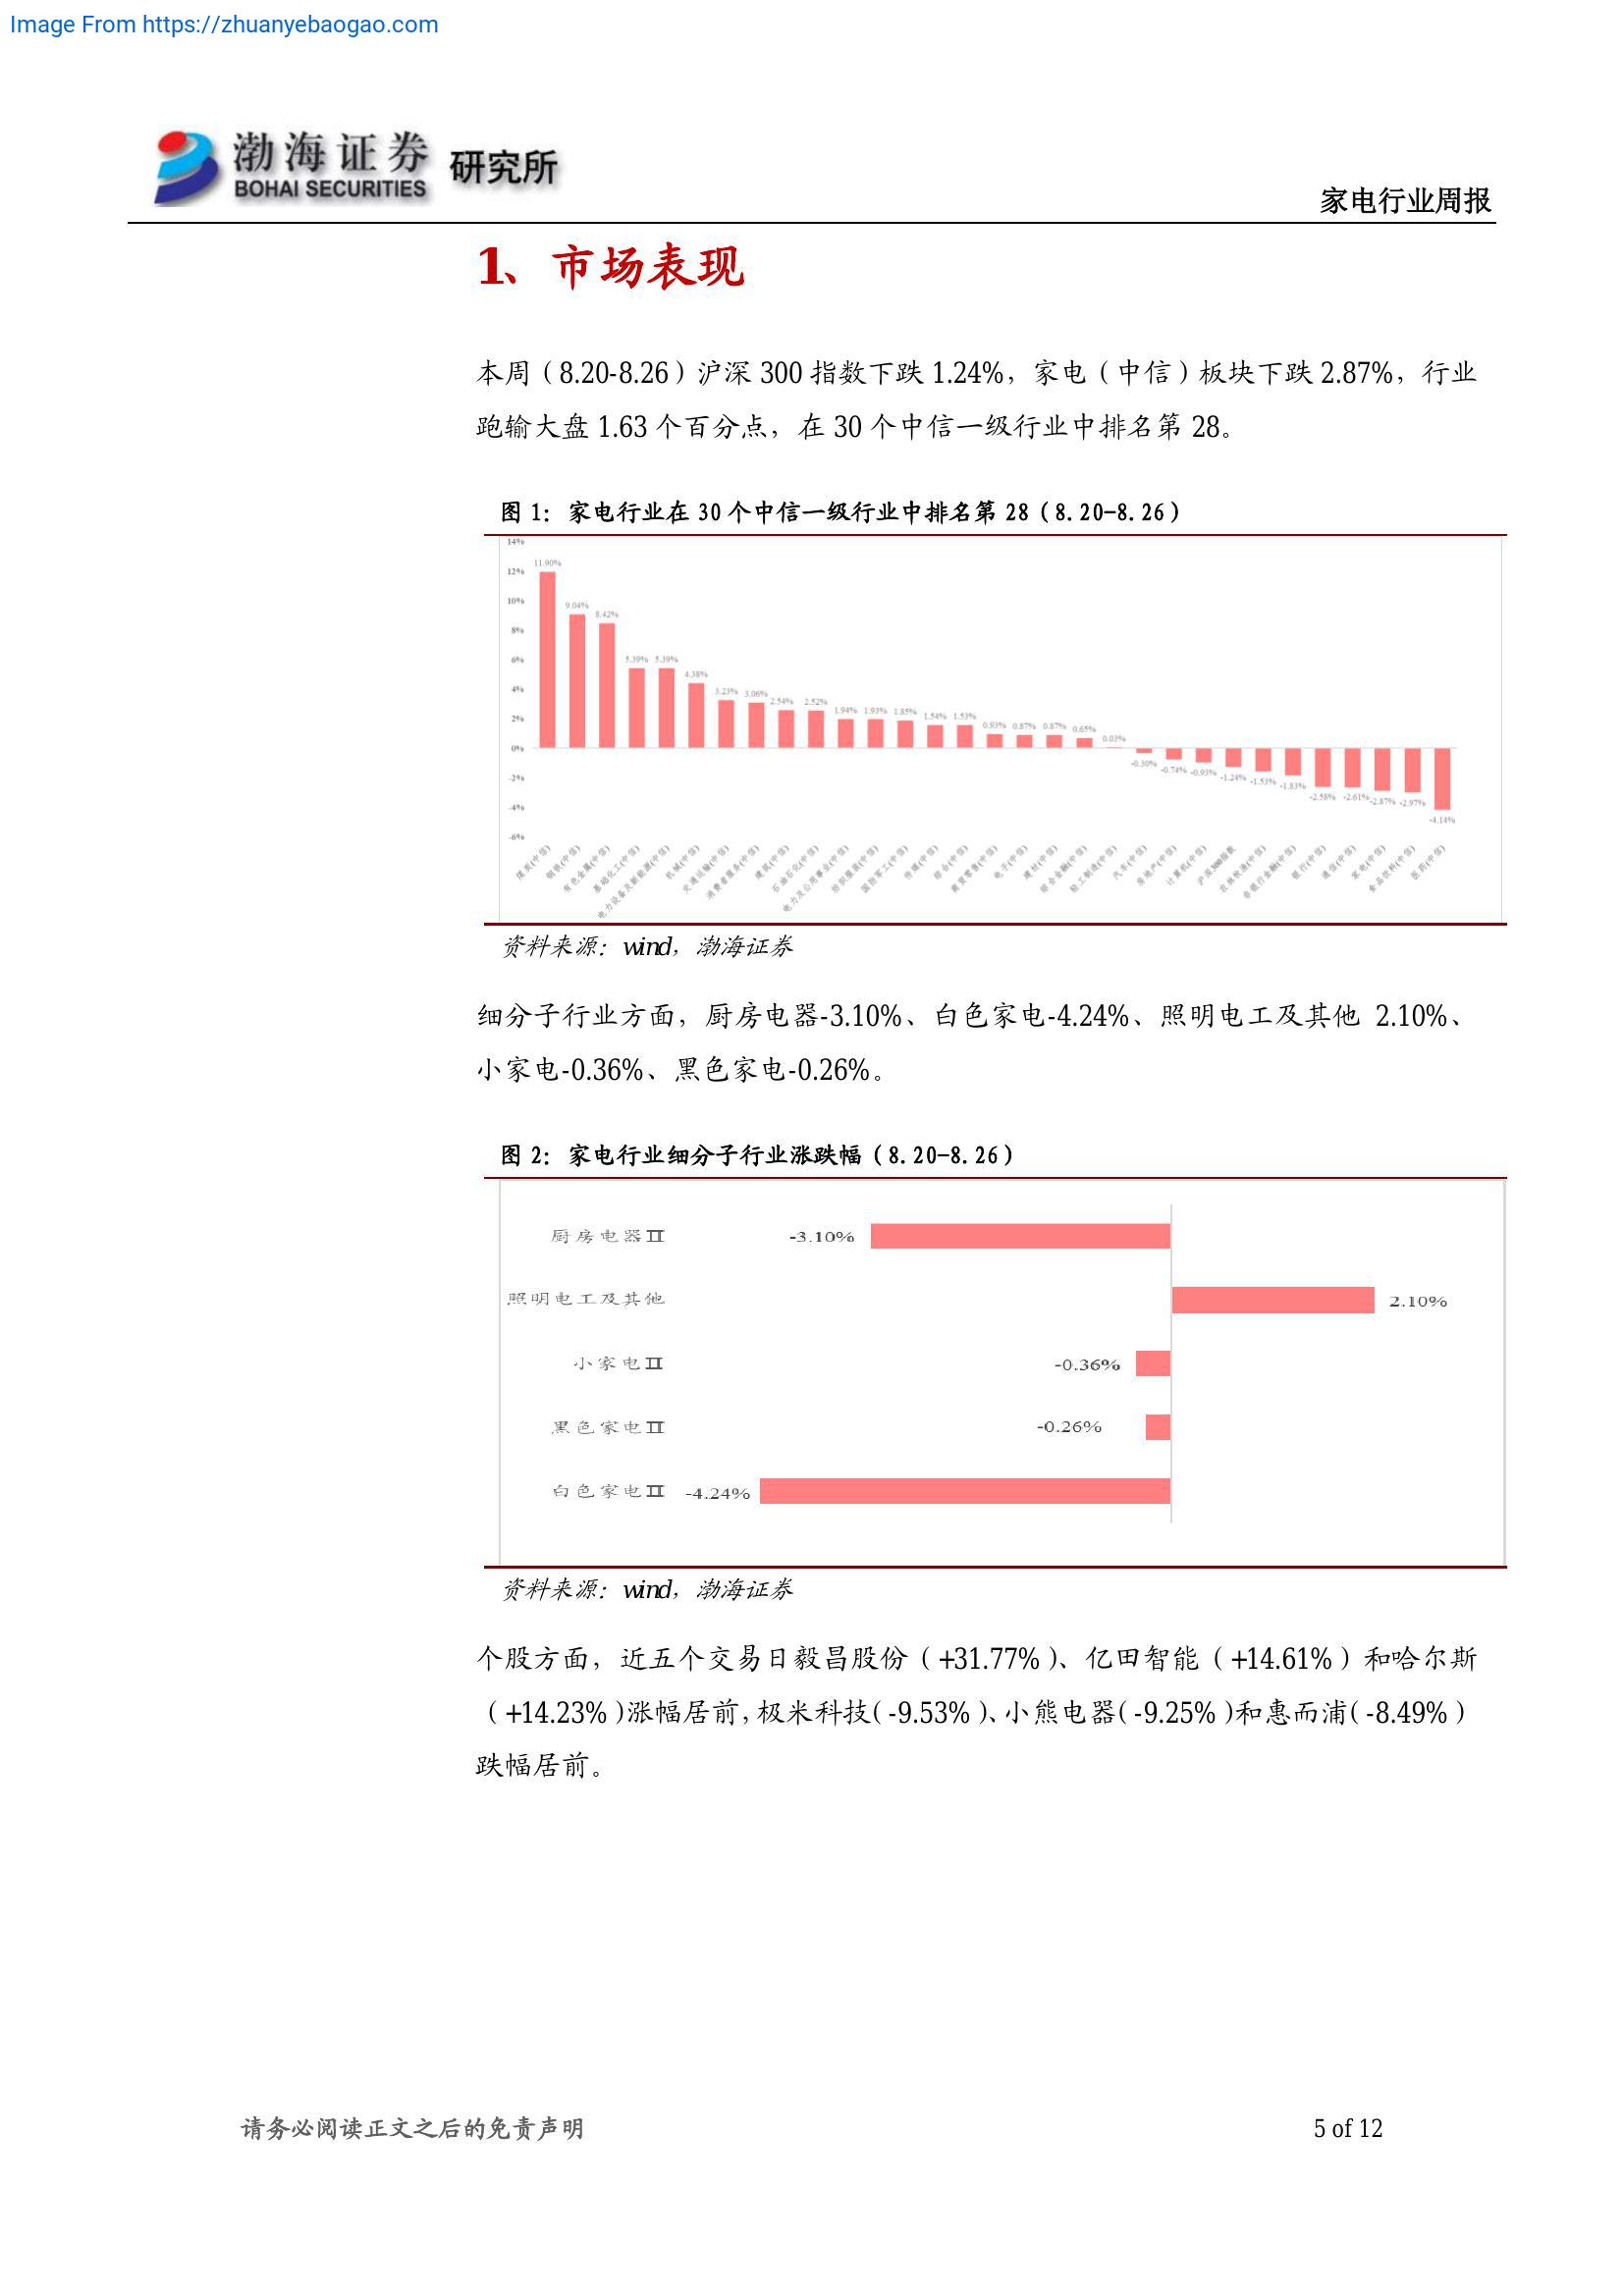 Image From https://zhuanyebaogao.com
渤海证券 研究所
BOHAI SECURITIES
家电行业周报
1、市场表现
本周（8.20-8.26）沪深 300 指数下跌 1.24%，家电（中信）板块下跌 2.87%，行业
跑输大盘 1.63 个百分点，在 30 个中信一级行业中排名第 28。
图 1：家电行业在 30 个中信一级行业中排名第 28（8.20-8.26）
14%
12%
10%
8%
6%
4%
2%
0%
-2%
-4%
-6%
11.90% 9.04% 8.42% 5.39% 5.39% 4.38% 3.23% 3.06% 2.54% 2.52% 1.94% 1.93% 1.85% 1.54% 1.53% 0.93% 0.87% 0.87% 0.65% 0.03% -0.30% -0.74% -0.93% -1.24% -1.53% -1.83% -2.58% -2.61% -2.87% -2.97% -4.14%
煤炭(中信) 钢铁(中信) 有色金属(中信) 基础化工(中信) 电力设备及新能源(中信) 机械(中信) 交通运输(中信) 消费者服务(中信) 建筑(中信) 石油石化(中信) 电力及公用事业(中信) 纺织服装(中信) 国防军工(中信) 传媒(中信) 综合(中信) 商贸零售(中信) 电子(中信) 建材(中信) 综合金融(中信) 轻工制造(中信) 汽车(中信) 房地产(中信) 计算机(中信) 沪深300指数 农林牧渔(中信) 非银行金融(中信) 银行(中信) 通信(中信) 家电(中信) 食品饮料(中信) 医药(中信)
资料来源：wind，渤海证券
细分子行业方面，厨房电器-3.10%、白色家电-4.24%、照明电工及其他 2.10%、
小家电-0.36%、黑色家电-0.26%。
图 2：家电行业细分子行业涨跌幅（8.20-8.26）
厨房电器II -3.10%
照明电工及其他 2.10%
小家电II -0.36%
黑色家电II -0.26%
白色家电II -4.24%
资料来源：wind，渤海证券
个股方面，近五个交易日毅昌股份（+31.77%）、亿田智能（+14.61%）和哈尔斯
（+14.23%）涨幅居前，极米科技（-9.53%）、小熊电器（-9.25%）和惠而浦（-8.49%）
跌幅居前。
请务必阅读正文之后的免责声明 5 of 12